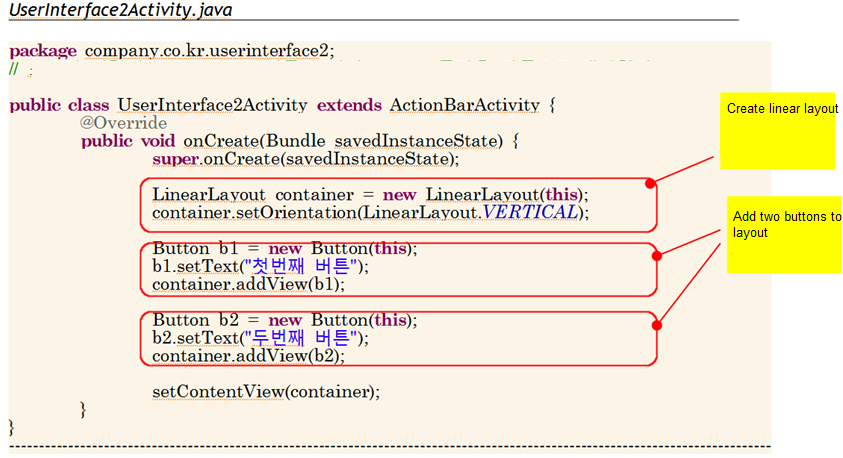 UserInterface2Activity.java
package company.co.kr.userinterface2;
// ;
public class UserInterface2Activity extends ActionBarActivity {
@Override
public void onCreate(Bundle savedInstanceState) {
super.onCreate(savedInstanceState);
LinearLayout container = new LinearLayout(this);
container.setOrientation(LinearLayout.VERTICAL);
Create linear layout
Button b1 = new Button(this);
b1.setText("첫번째 버튼");
container.addView(b1);
Add two buttons to
layout
Button b2 = new Button(this);
b2.setText("두번째 버튼");
container.addView(b2);
setContentView(container);
}
}